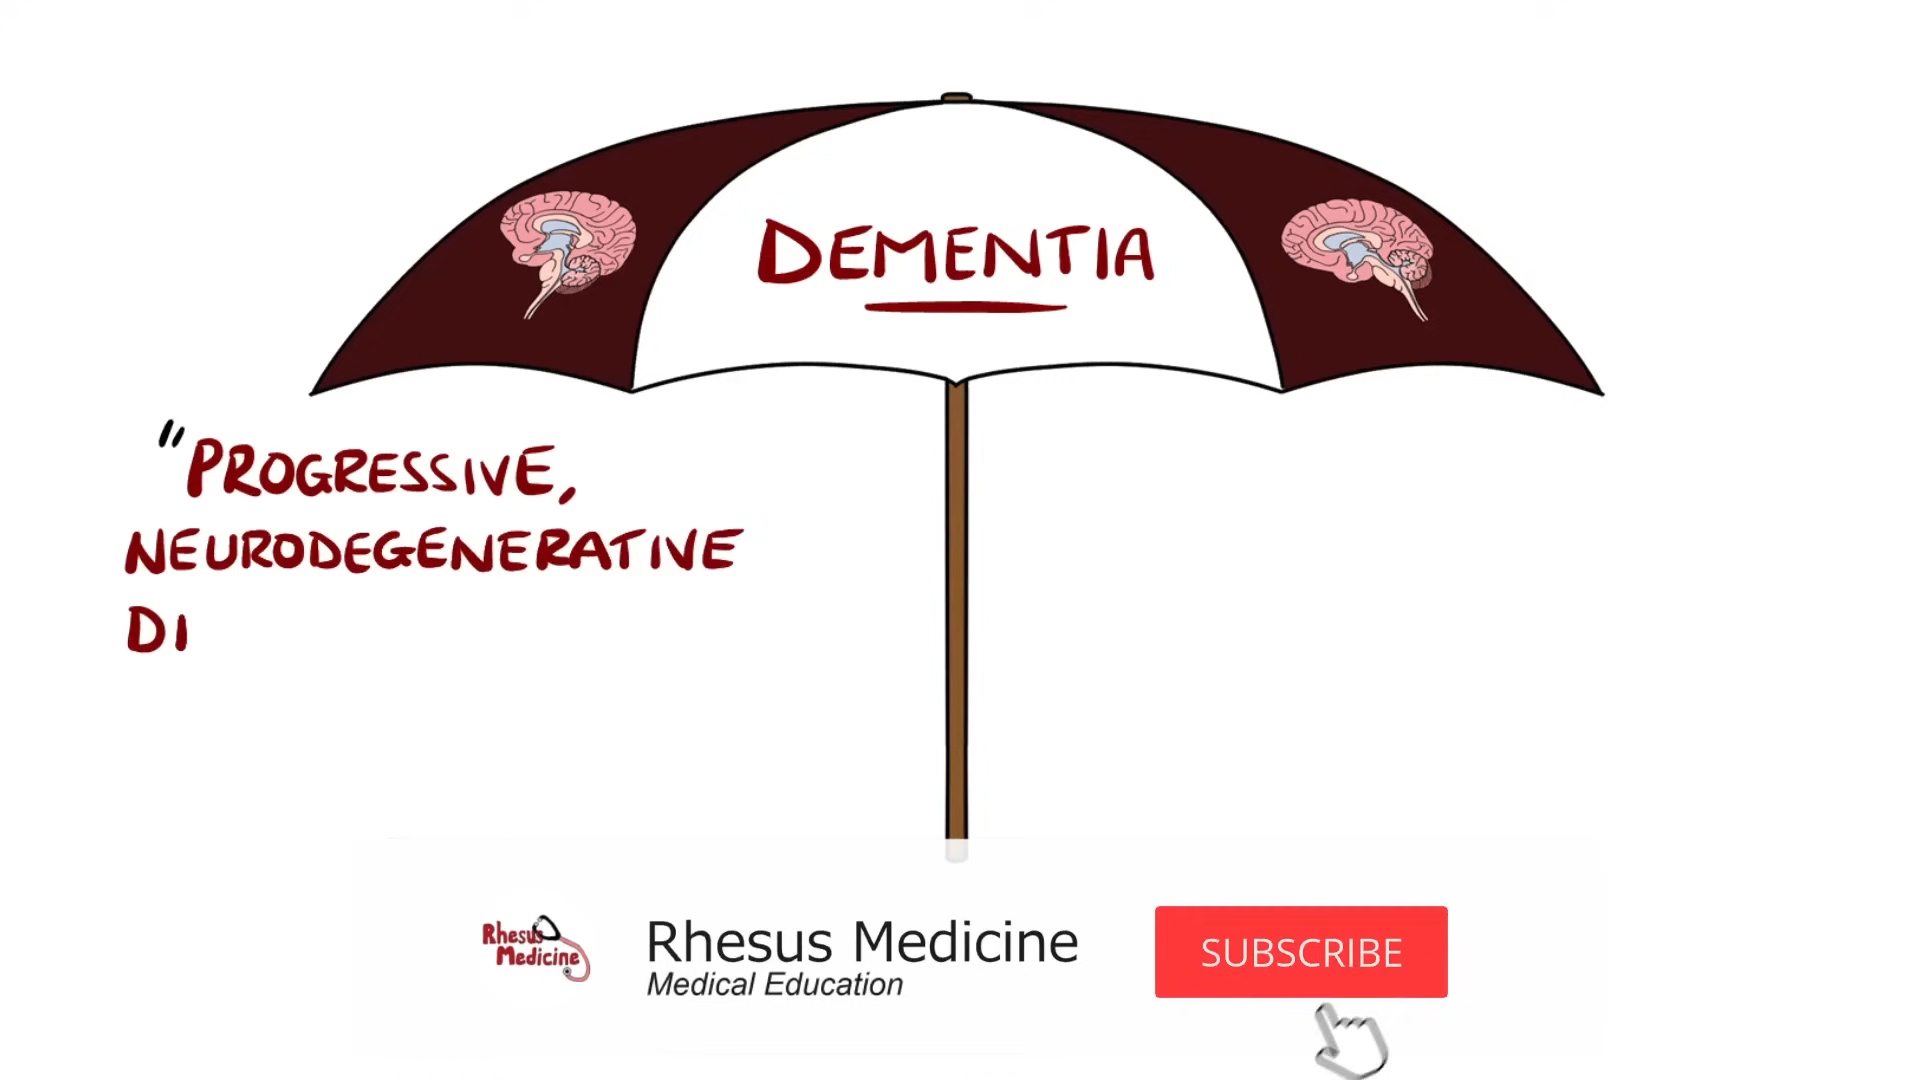 DEMENTIA
"PROGRESSIVE,
NEURODEGENERATIVE
DI
Rhesus
Medicine
Rhesus Medicine
Medical Education
SUBSCRIBE